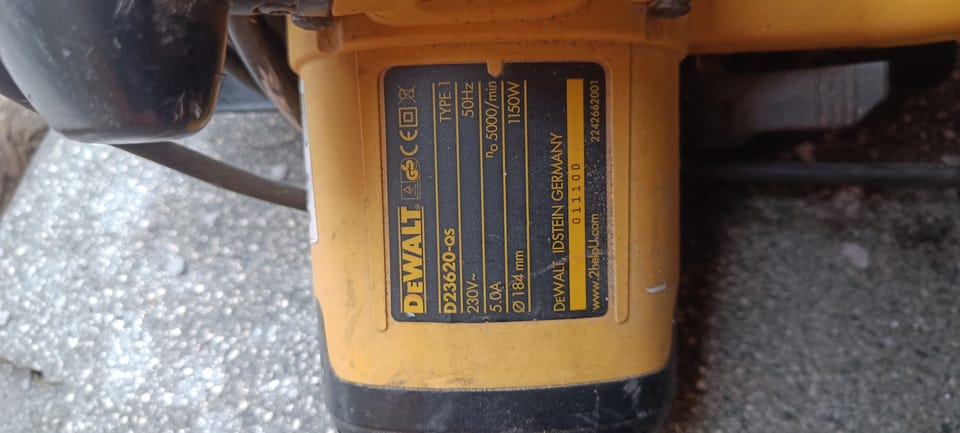 DEWALT®
D23620-QS TYPE 1
230V~ 50Hz
5.0A n₀ 5000/min
Ø 184 mm 1150W
DEWALT, IDSTEIN GERMANY
011100
www.2helpU.com 2242662001